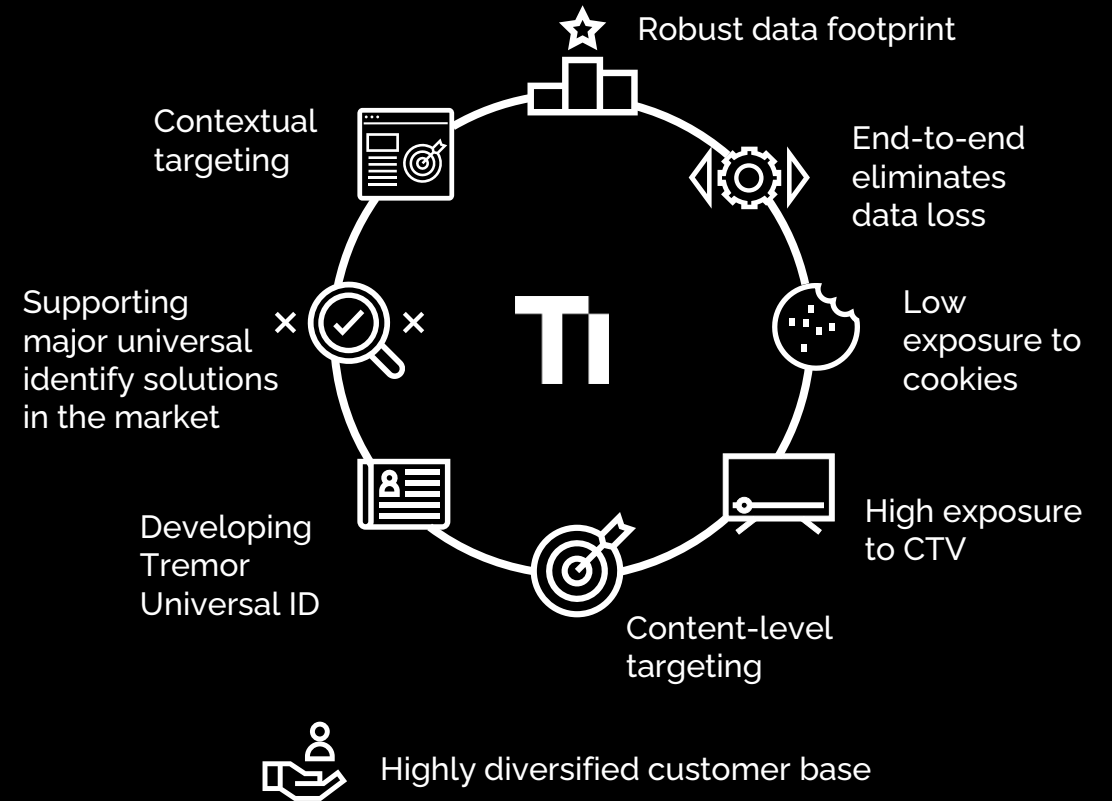 Robust data footprint
End-to-end
eliminates
data loss
Low
exposure to
cookies
High exposure
to CTV
Content-level
targeting
Developing
Tremor
Universal ID
Supporting
major universal
identify solutions
in the market
Contextual
targeting
TI
Highly diversified customer base